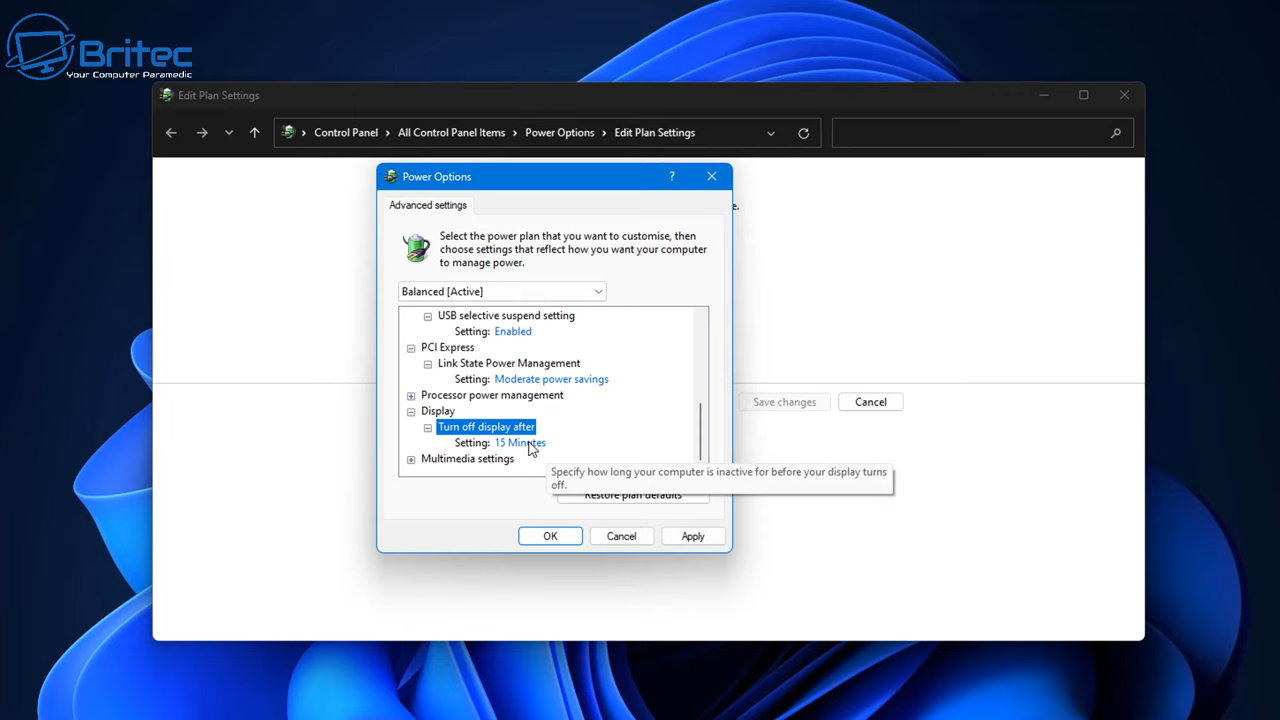 Britec
Your Computer Paramedic
Edit Plan Settings
Control Panel > All Control Panel Items > Power Options > Edit Plan Settings
Power Options ?
e.
Advanced settings
Select the power plan that you want to customise, then
choose settings that reflect how you want your computer
to manage power.
Balanced [Active]
USB selective suspend setting
Setting: Enabled
PCI Express
Link State Power Management
Setting: Moderate power savings
Processor power management
Display
Turn off display after
Setting: 15 Minutes
Multimedia settings
Save changes
Cancel
Specify how long your computer is inactive for before your display turns
off.
Restore plan defaults
OK
Cancel
Apply